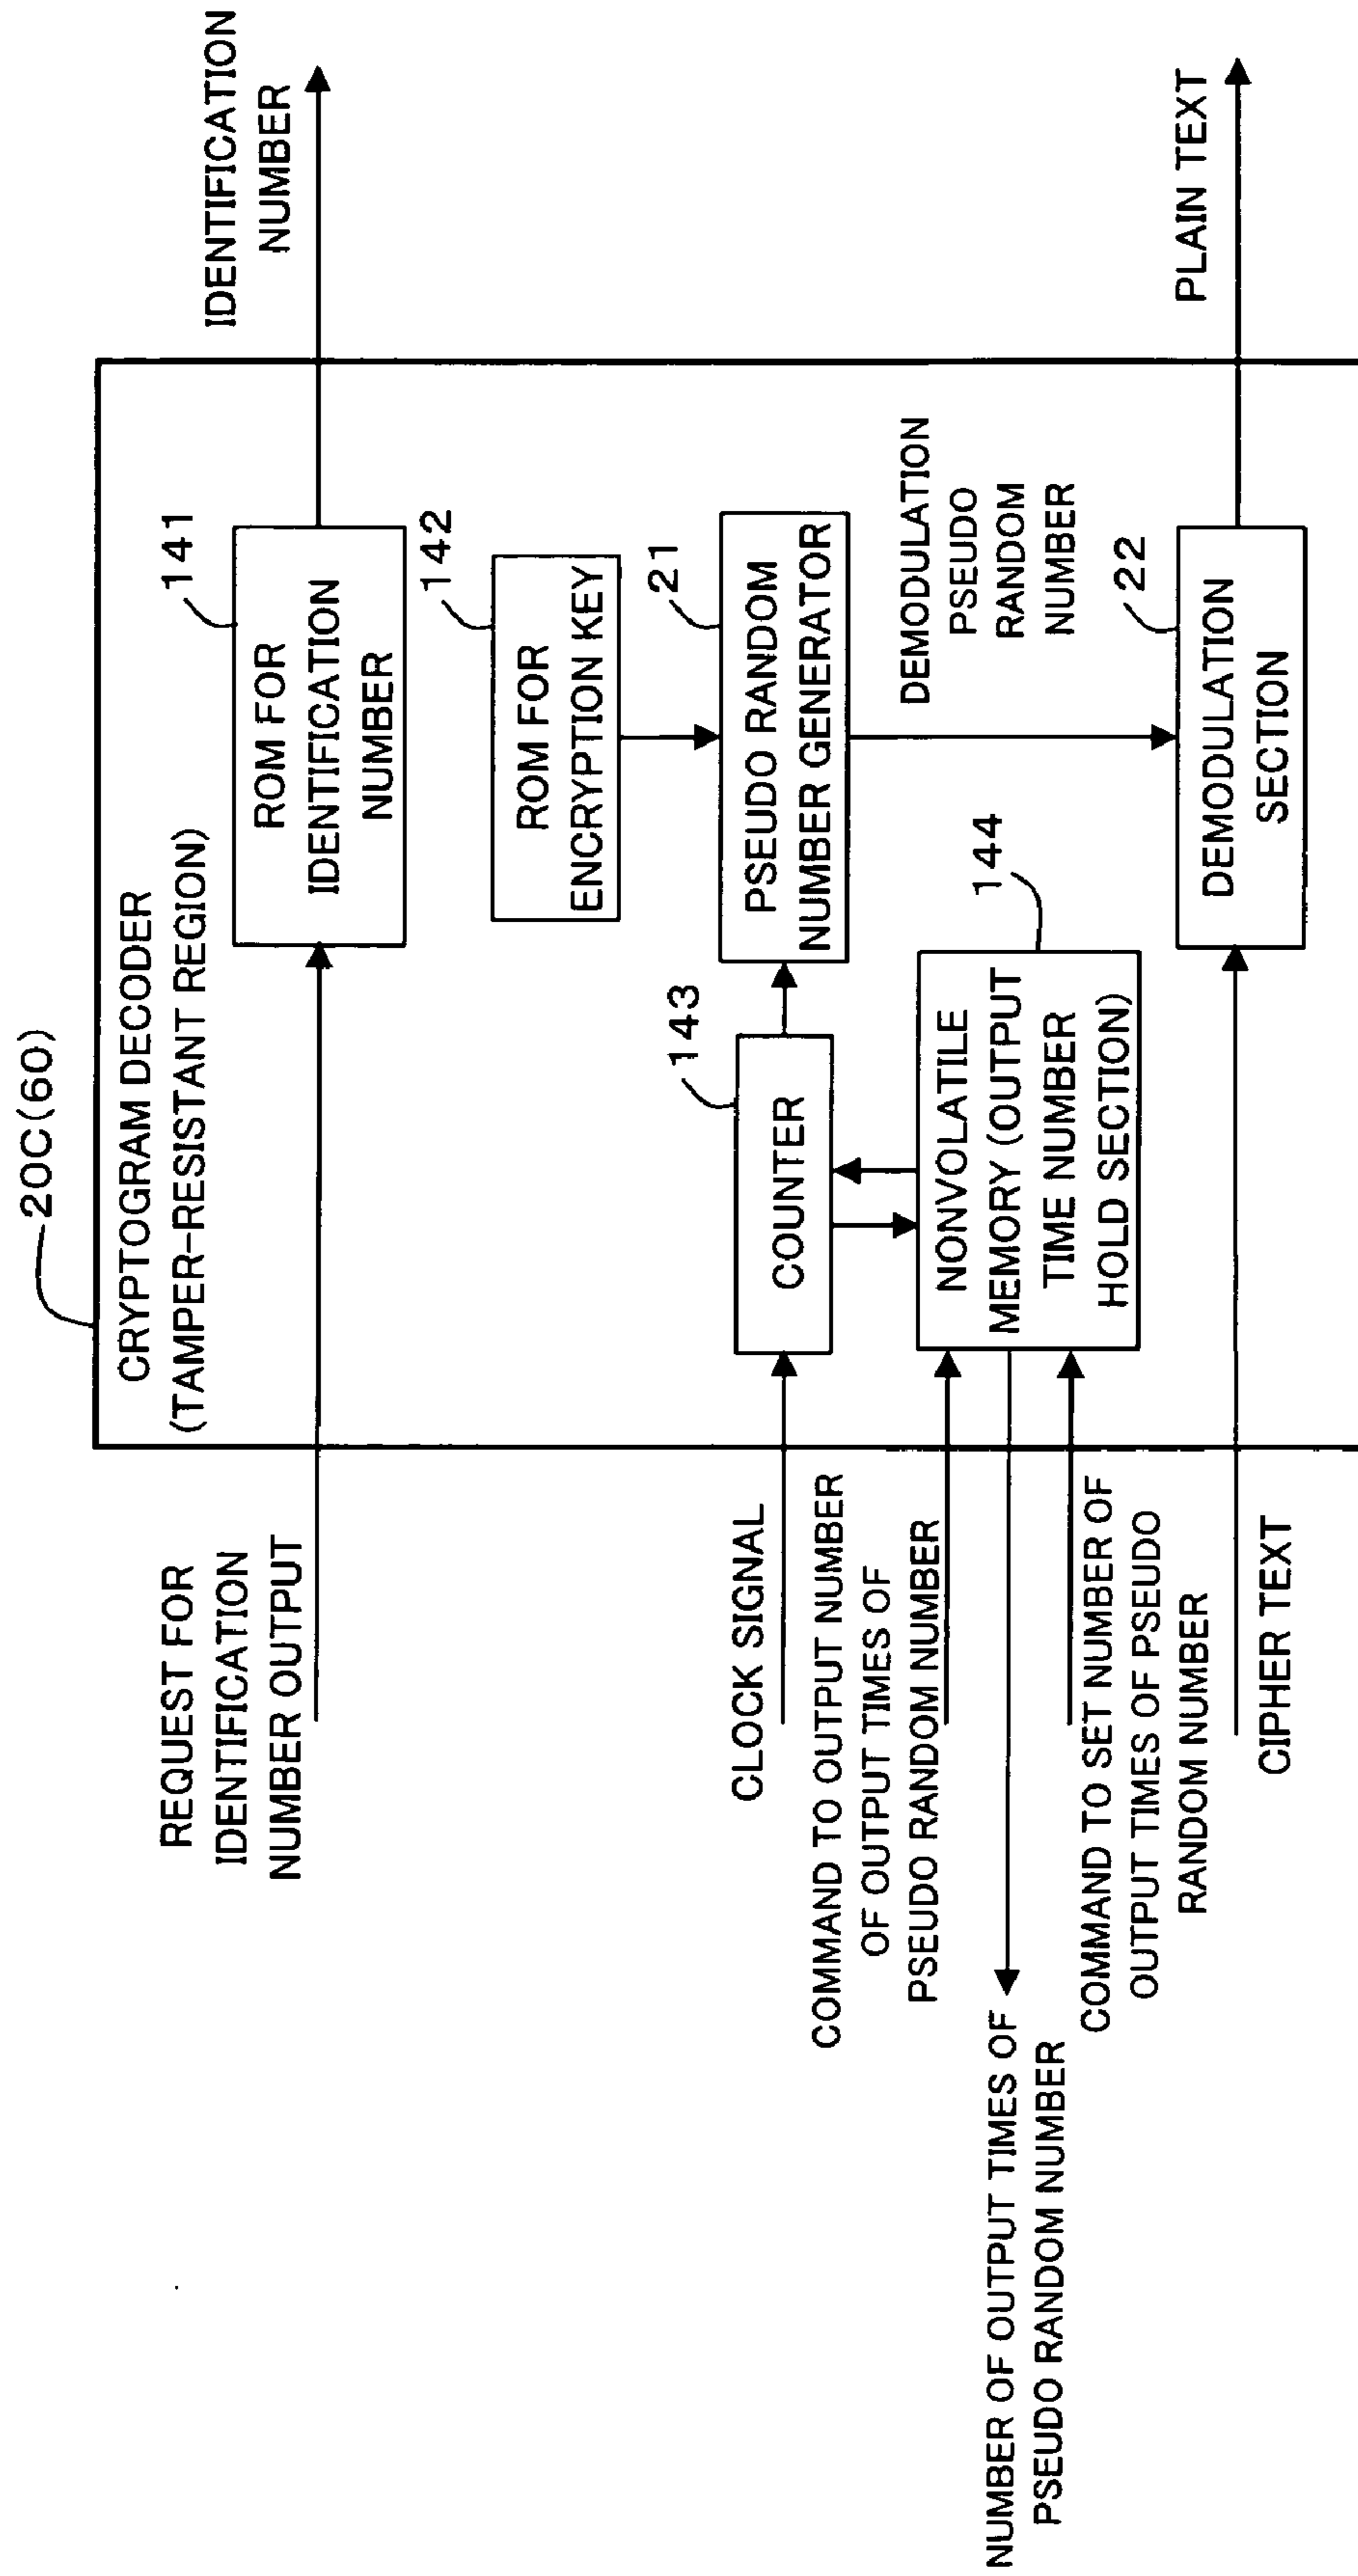 20C(60)
CRYPTOGRAM DECODER
(TAMPER-RESISTANT REGION)
REQUEST FOR
IDENTIFICATION
NUMBER OUTPUT
141
ROM FOR
IDENTIFICATION
NUMBER
IDENTIFICATION
NUMBER
142
ROM FOR
ENCRYPTION KEY
CLOCK SIGNAL
143
COUNTER
21
PSEUDO RANDOM
NUMBER GENERATOR
COMMAND TO OUTPUT NUMBER
OF OUTPUT TIMES OF
PSEUDO RANDOM NUMBER
144
NONVOLATILE
MEMORY (OUTPUT
TIME NUMBER
HOLD SECTION)
DEMODULATION
PSEUDO
RANDOM
NUMBER
NUMBER OF OUTPUT TIMES OF
PSEUDO RANDOM NUMBER
COMMAND TO SET NUMBER OF
OUTPUT TIMES OF PSEUDO
RANDOM NUMBER
CIPHER TEXT
22
DEMODULATION
SECTION
PLAIN TEXT